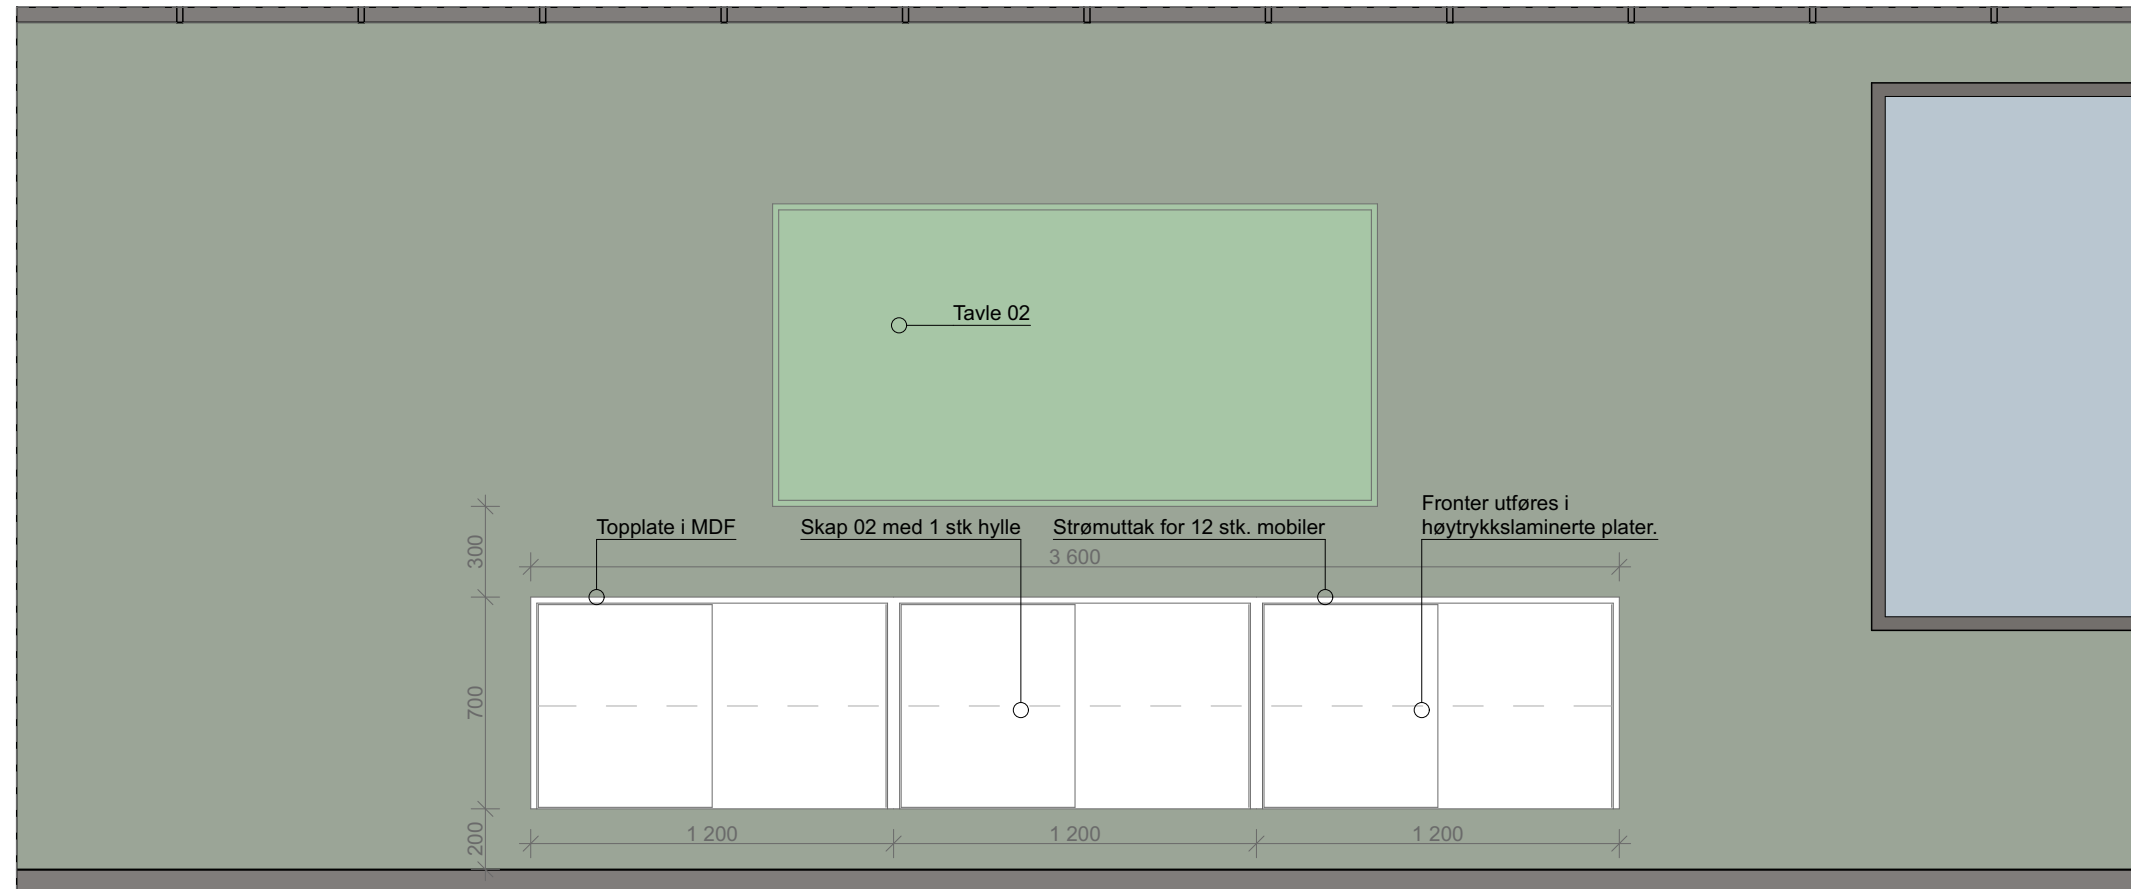 Tavle 02
Fronter utføres i
høytrykkslaminerte plater.
Topplate i MDF
Skap 02 med 1 stk hylle
Strømuttak for 12 stk. mobiler
300
3 600
700
200
1 200
1 200
1 200